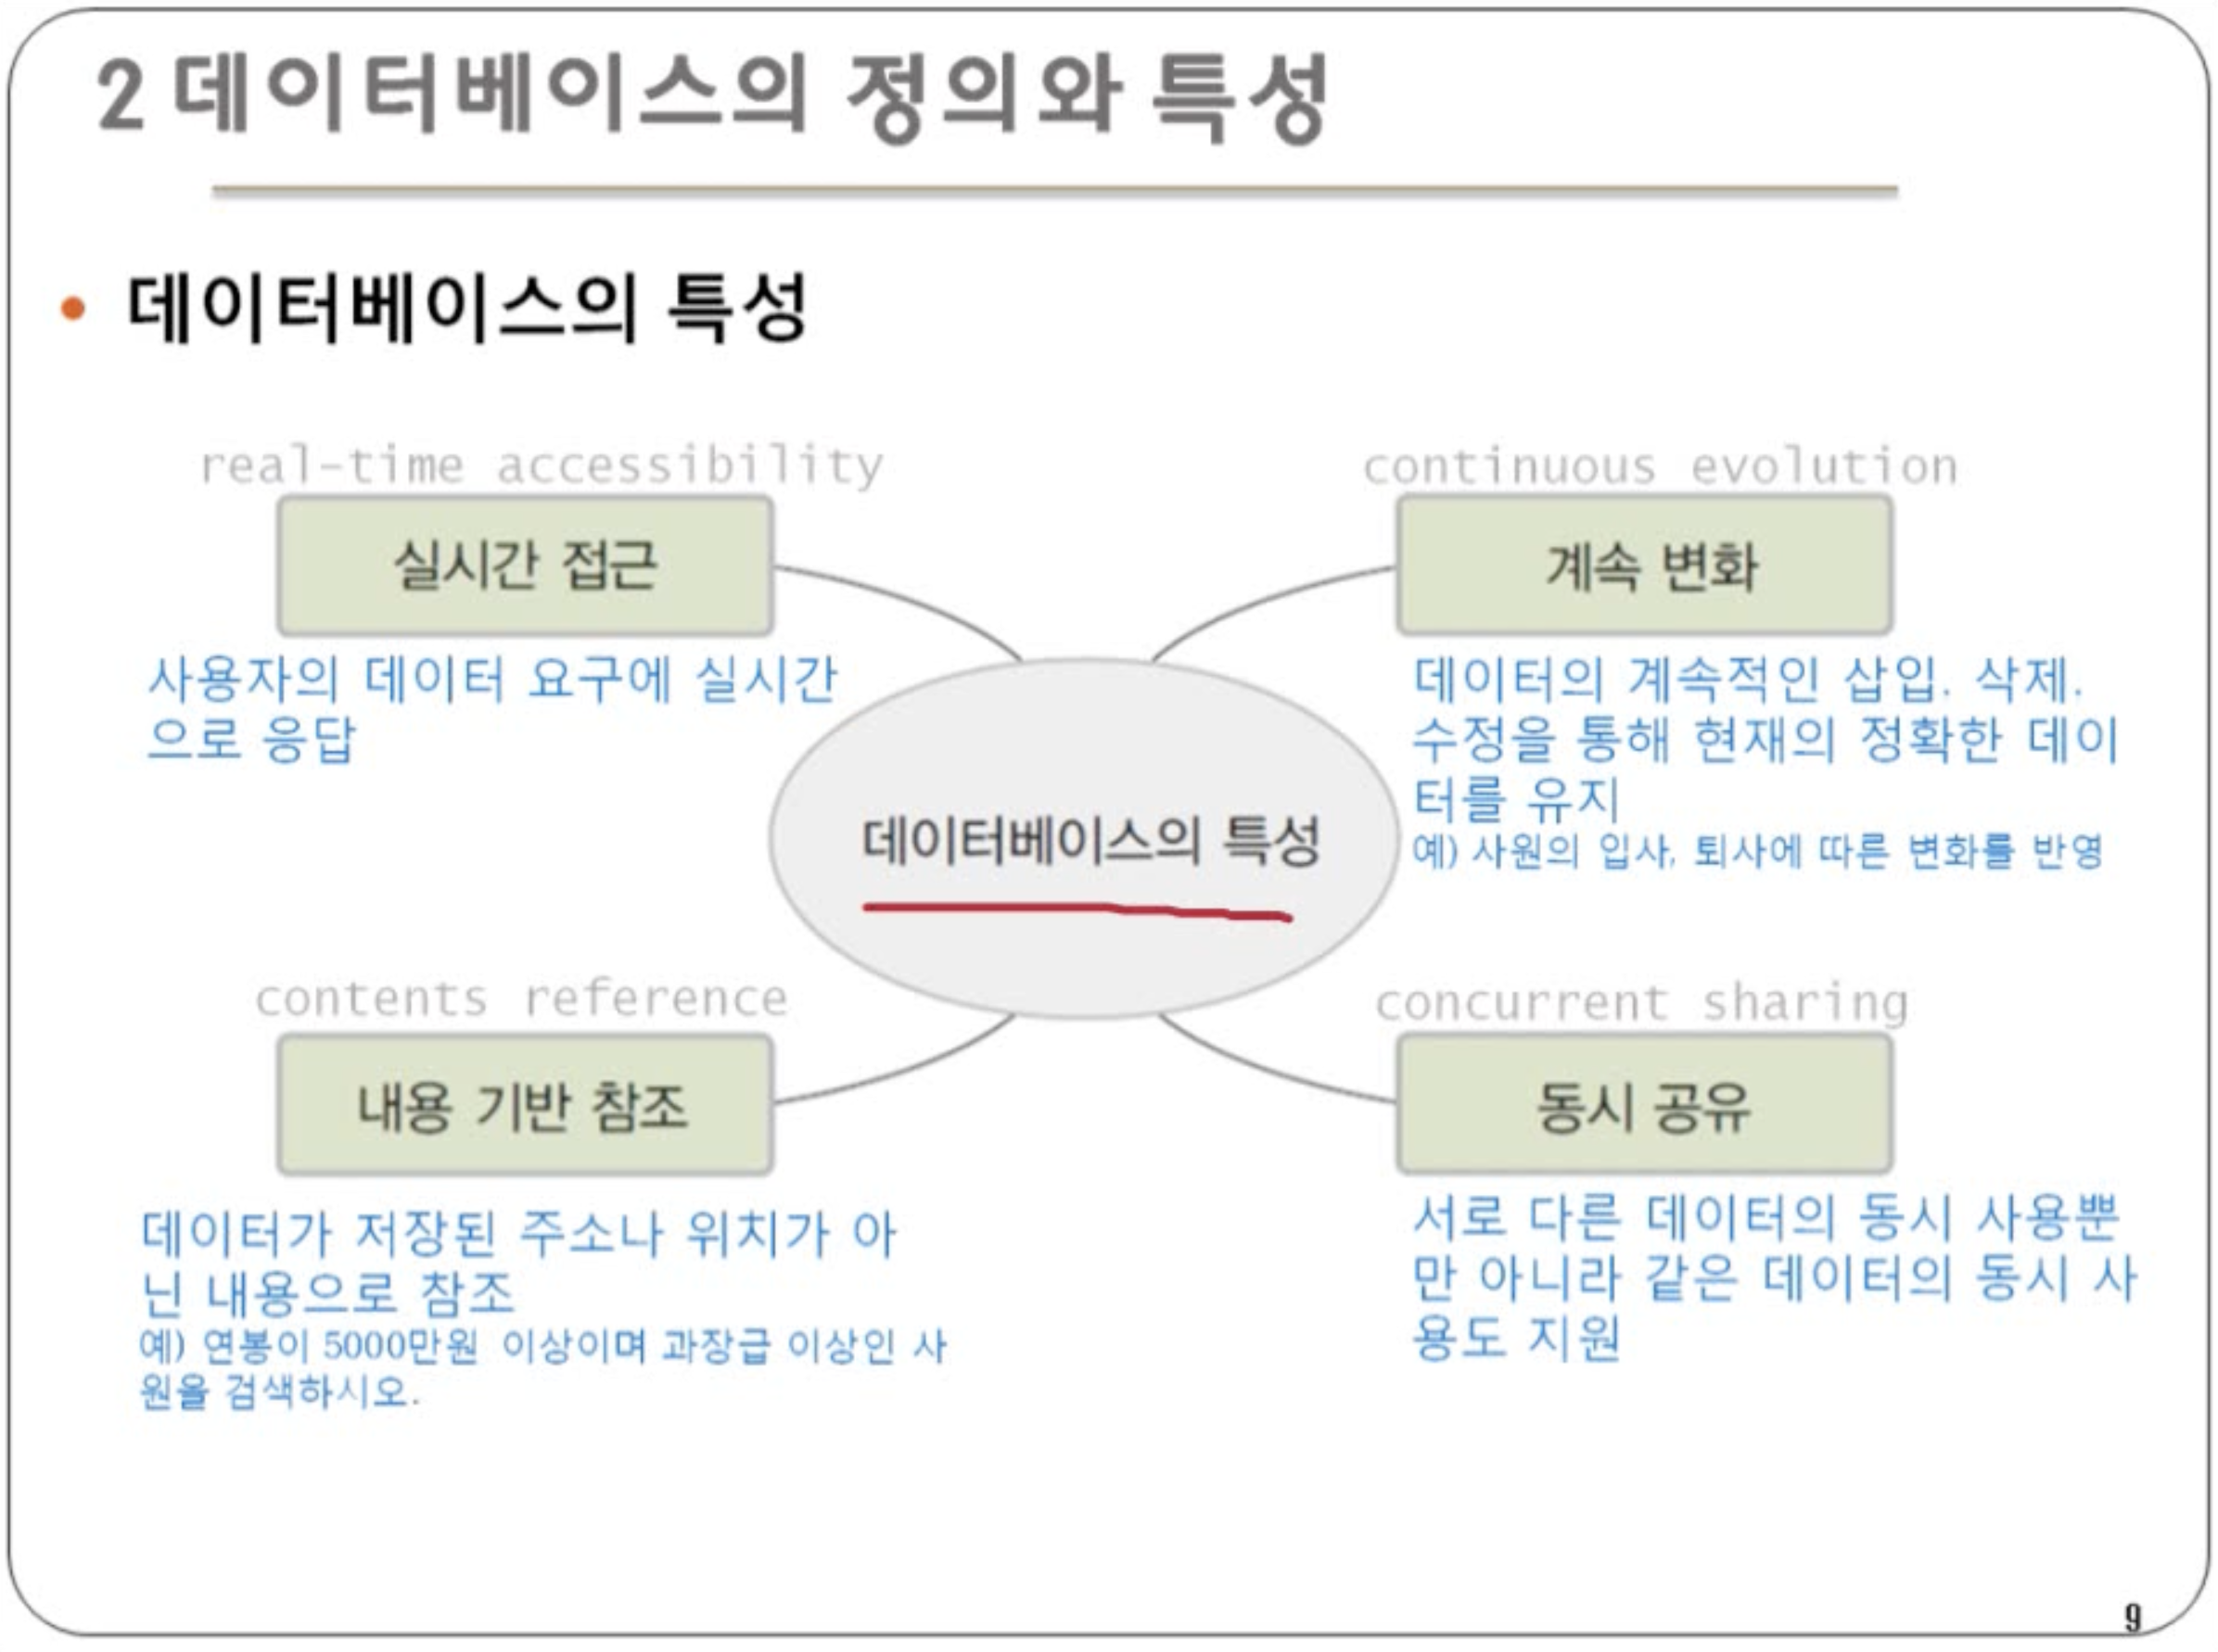 2 데이터베이스의 정의와 특성
• 데이터베이스의 특성
real-time accessibility
실시간 접근
사용자의 데이터 요구에 실시간
으로 응답
continuous evolution
계속 변화
데이터의 계속적인 삽입. 삭제.
수정을 통해 현재의 정확한 데이
터를 유지
예) 사원의 입사, 퇴사에 따른 변화를 반영
데이터베이스의 특성
contents reference
내용 기반 참조
데이터가 저장된 주소나 위치가 아
닌 내용으로 참조
예) 연봉이 5000만원 이상이며 과장급 이상인 사
원을 검색하시오.
concurrent sharing
동시 공유
서로 다른 데이터의 동시 사용뿐
만 아니라 같은 데이터의 동시 사
용도 지원
9